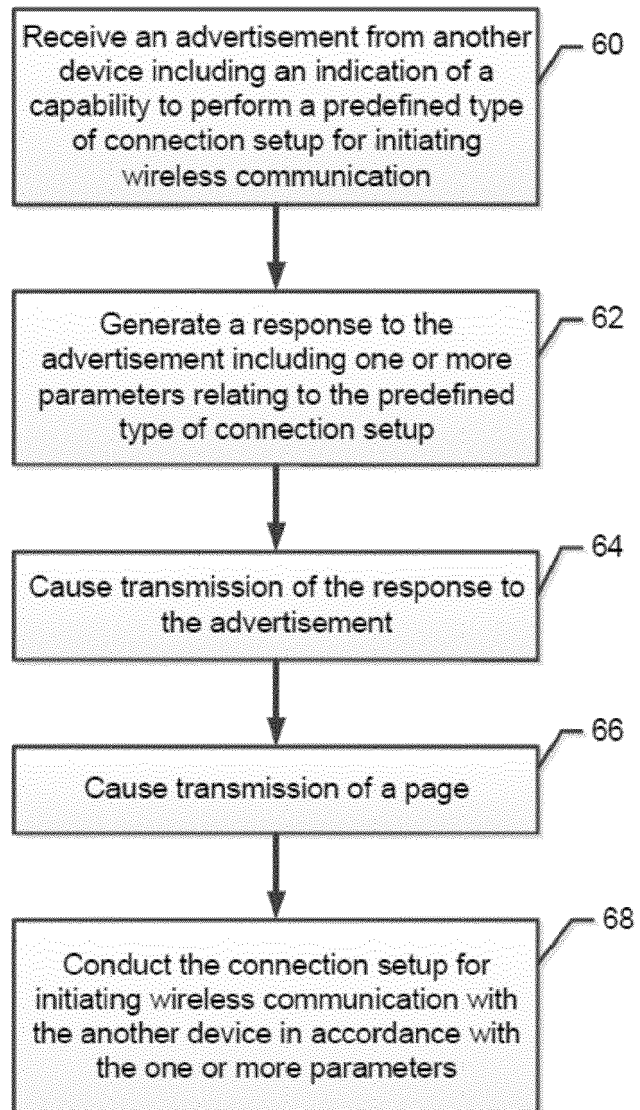 Receive an advertisement from another
device including an indication of a
capability to perform a predefined type
of connection setup for initiating
wireless communication
60
Generate a response to the
advertisement including one or more
parameters relating to the predefined
type of connection setup
62
Cause transmission of the response to
the advertisement
64
Cause transmission of a page
66
Conduct the connection setup for
initiating wireless communication with
the another device in accordance with
the one or more parameters
68